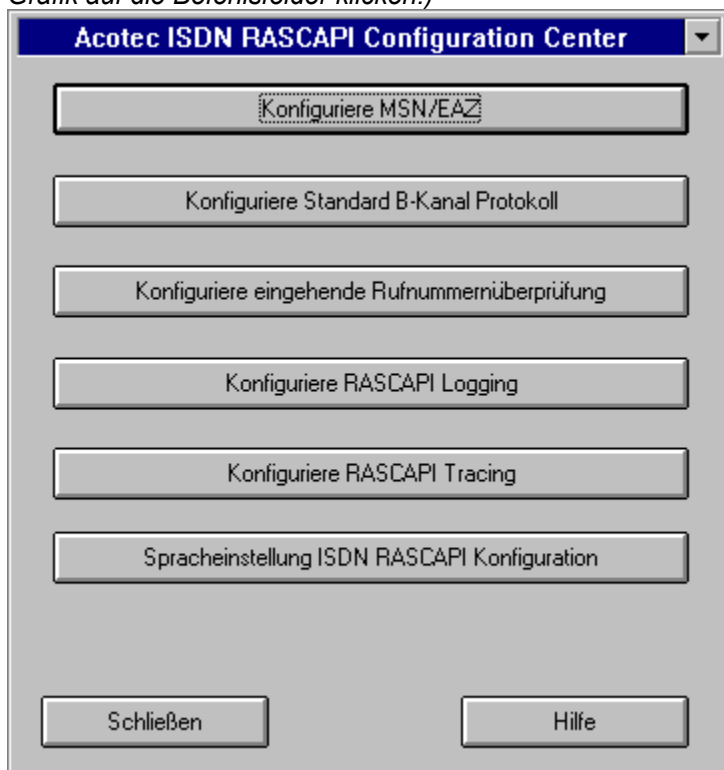 Grafik auf die Befehlsfelder klicken.)
Acotec ISDN RASCAPI Configuration Center
Konfiguriere MSN/EAZ
Konfiguriere Standard B-Kanal Protokoll
Konfiguriere eingehende Rufnummernüberprüfung
Konfiguriere RASCAPI Logging
Konfiguriere RASCAPI Tracing
Spracheinstellung ISDN RASCAPI Konfiguration
Schließen
Hilfe